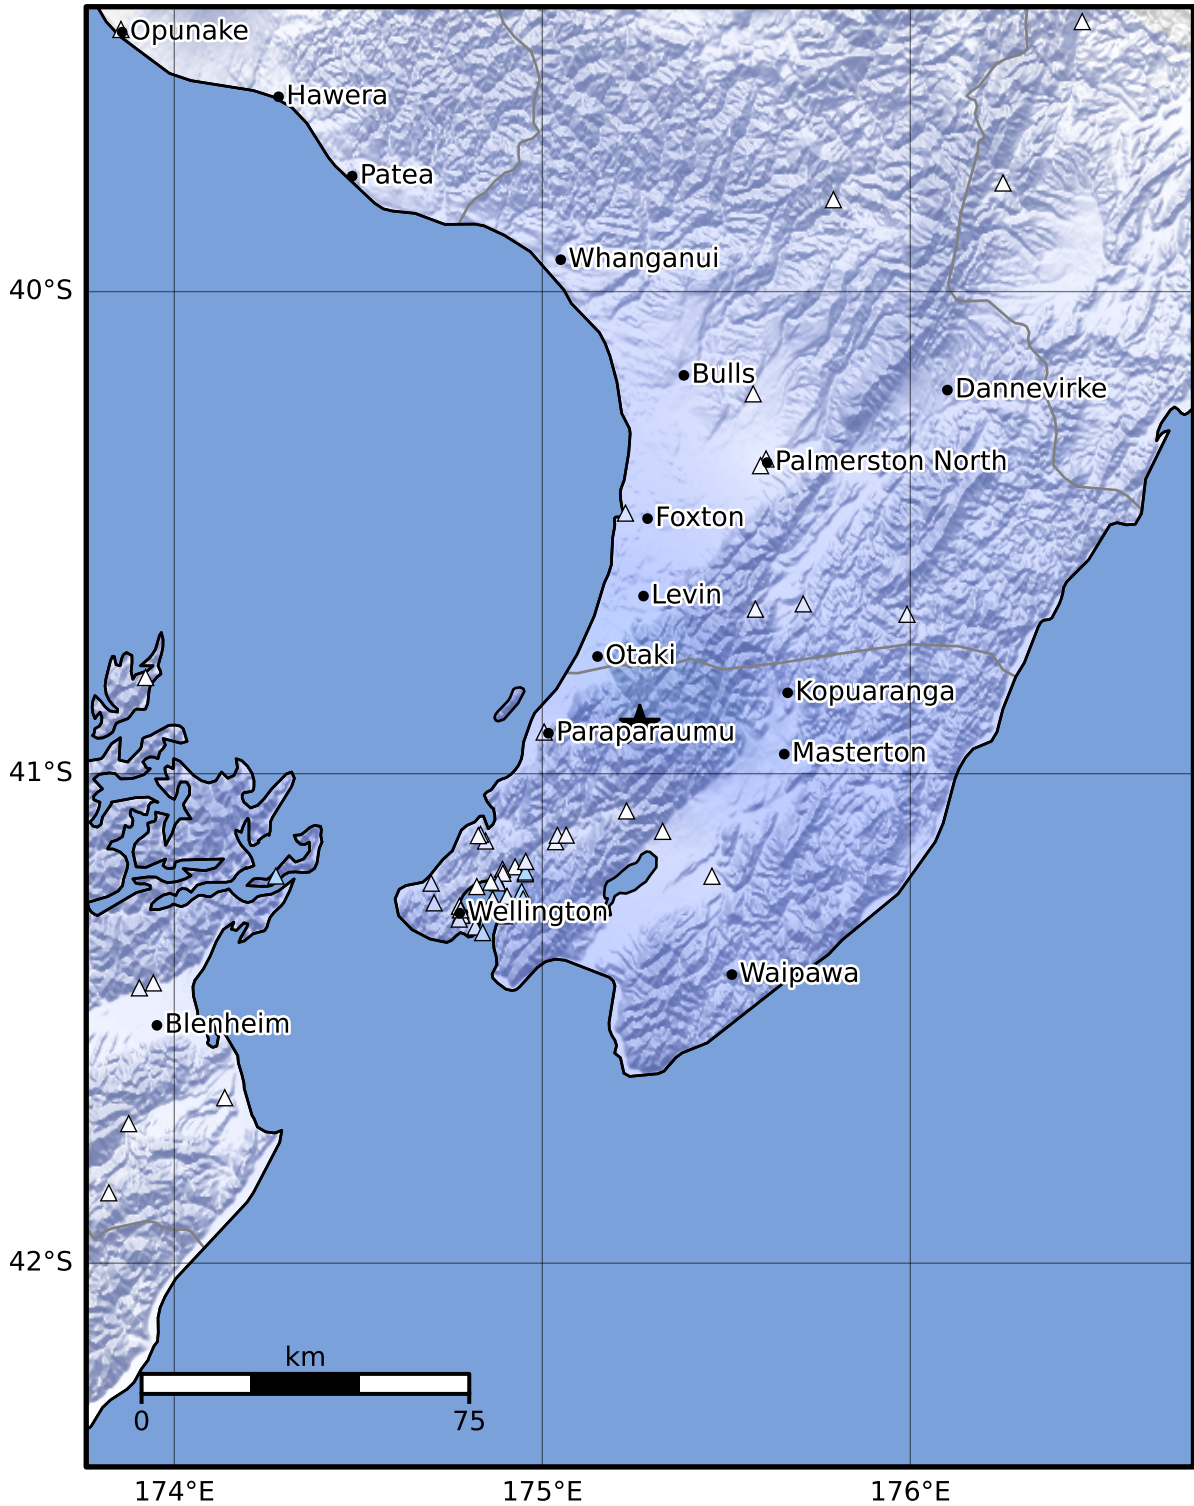 Opunake
Hawera
Patea
Whanganui
40°S
Bulls
Dannevirke
Palmerston North
Foxton
Levin
Otaki
Kopuaranga
Paraparaumu
Masterton
41°S
Wellington
Waipawa
Blenheim
42°S
km
0 75
174°E 175°E 176°E